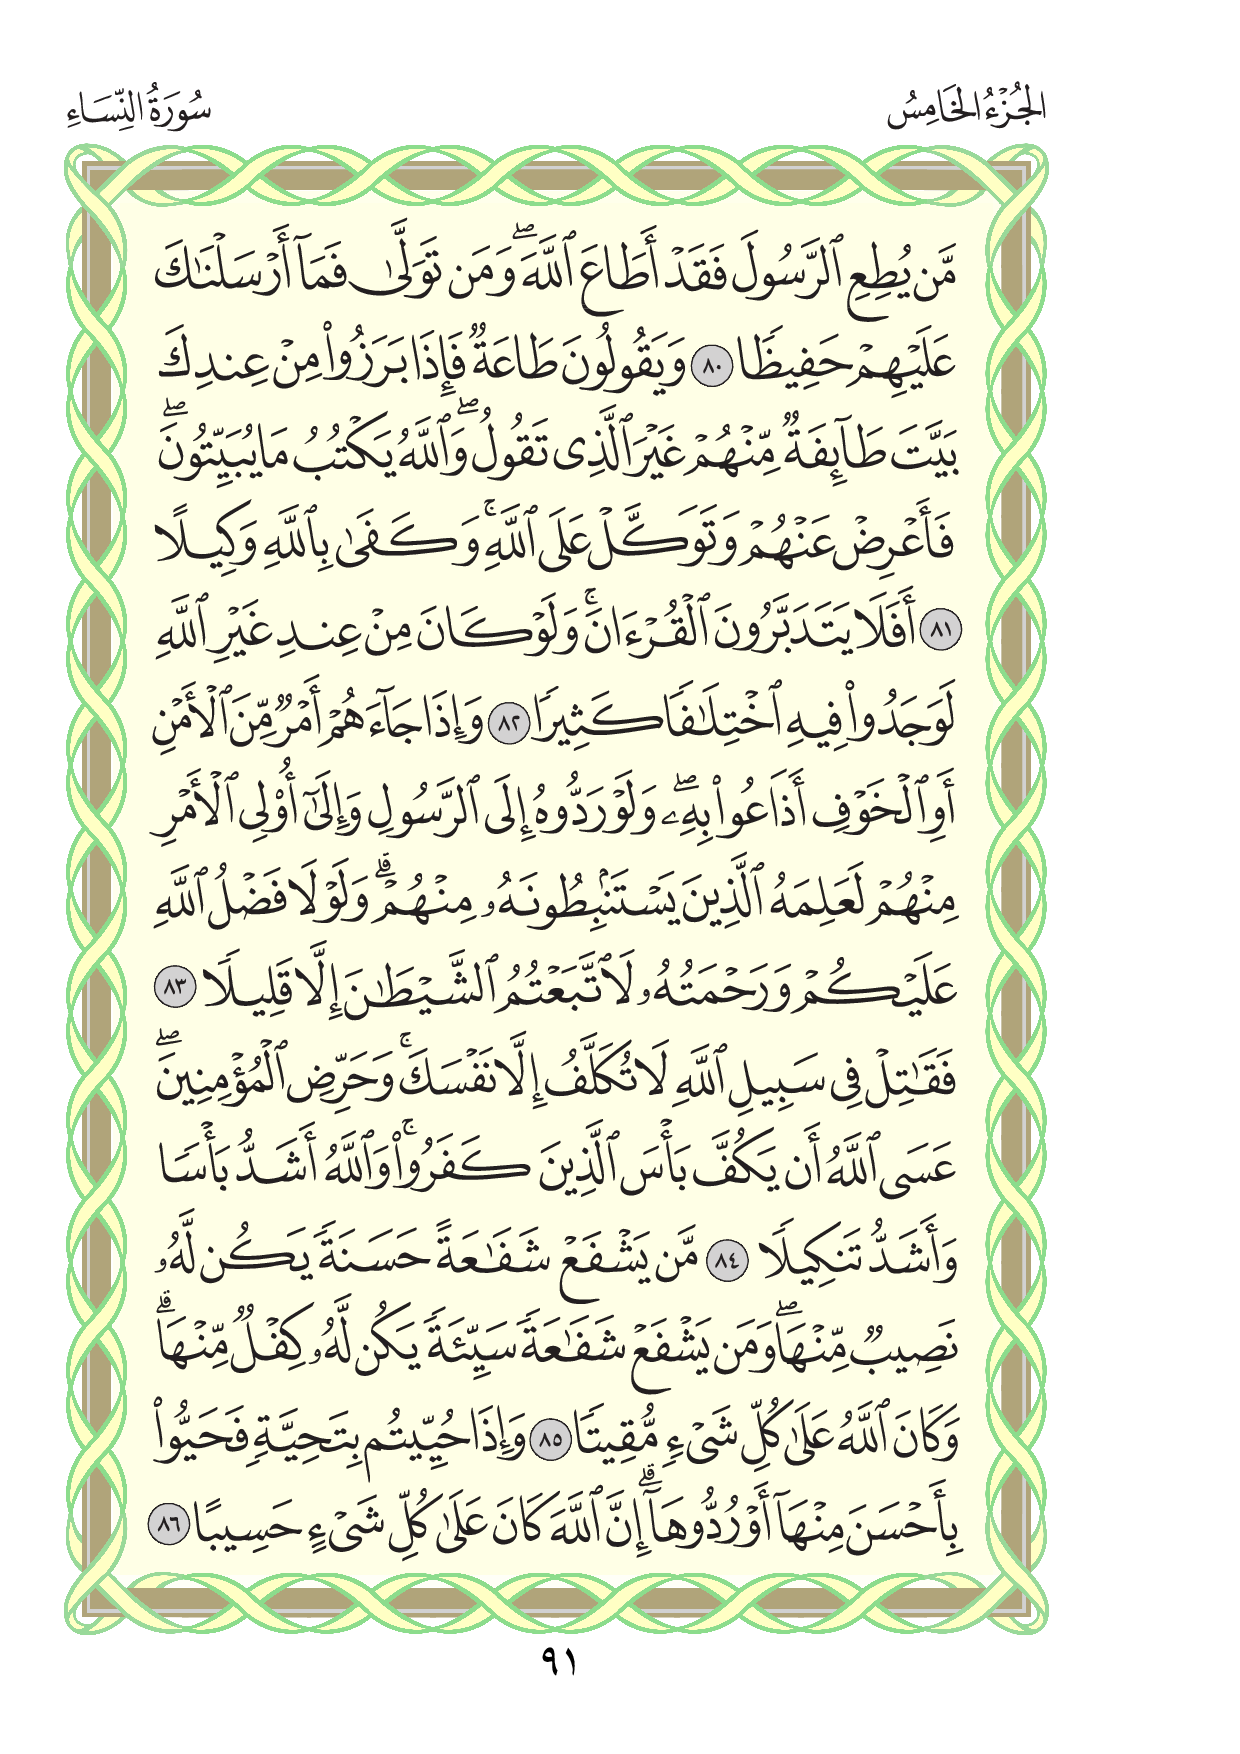 الجُزْءُ الخَامِسُ
سُورَةُ النِّسَاءِ
مَّن يُطِعِ ٱلرَّسُولَ فَقَدْ أَطَاعَ ٱللَّهَۖ وَمَن تَوَلَّىٰ فَمَآ أَرْسَلْنَٰكَ
عَلَيْهِمْ حَفِيظًا ٨٠ وَيَقُولُونَ طَاعَةٌ فَإِذَا بَرَزُوا۟ مِنْ عِندِكَ
بَيَّتَ طَآئِفَةٌ مِّنْهُمْ غَيْرَ ٱلَّذِى تَقُولُۖ وَٱللَّهُ يَكْتُبُ مَا يُبَيِّتُونَۖ
فَأَعْرِضْ عَنْهُمْ وَتَوَكَّلْ عَلَى ٱللَّهِۚ وَكَفَىٰ بِٱللَّهِ وَكِيلًا
٨١ أَفَلَا يَتَدَبَّرُونَ ٱلْقُرْءَانَۚ وَلَوْ كَانَ مِنْ عِندِ غَيْرِ ٱللَّهِ
لَوَجَدُوا۟ فِيهِ ٱخْتِلَٰفًا كَثِيرًا ٨٢ وَإِذَا جَآءَهُمْ أَمْرٌ مِّنَ ٱلْأَمْنِ
أَوِ ٱلْخَوْفِ أَذَاعُوا۟ بِهِۦۖ وَلَوْ رَدُّوهُ إِلَى ٱلرَّسُولِ وَإِلَىٰٓ أُو۟لِى ٱلْأَمْرِ
مِنْهُمْ لَعَلِمَهُ ٱلَّذِينَ يَسْتَنۢبِطُونَهُۥ مِنْهُمْۗ وَلَوْلَا فَضْلُ ٱللَّهِ
عَلَيْكُمْ وَرَحْمَتُهُۥ لَٱتَّبَعْتُمُ ٱلشَّيْطَٰنَ إِلَّا قَلِيلًا ٨٣
فَقَٰتِلْ فِى سَبِيلِ ٱللَّهِ لَا تُكَلَّفُ إِلَّا نَفْسَكَۚ وَحَرِّضِ ٱلْمُؤْمِنِينَۖ
عَسَى ٱللَّهُ أَن يَكُفَّ بَأْسَ ٱلَّذِينَ كَفَرُوا۟ۚ وَٱللَّهُ أَشَدُّ بَأْسًا
وَأَشَدُّ تَنكِيلًا ٨٤ مَّن يَشْفَعْ شَفَٰعَةً حَسَنَةً يَكُن لَّهُۥ
نَصِيبٌ مِّنْهَاۖ وَمَن يَشْفَعْ شَفَٰعَةً سَيِّئَةً يَكُن لَّهُۥ كِفْلٌ مِّنْهَاۗ
وَكَانَ ٱللَّهُ عَلَىٰ كُلِّ شَىْءٍ مُّقِيتًا ٨٥ وَإِذَا حُيِّيتُم بِتَحِيَّةٍ فَحَيُّوا۟
بِأَحْسَنَ مِنْهَآ أَوْ رُدُّوهَآۗ إِنَّ ٱللَّهَ كَانَ عَلَىٰ كُلِّ شَىْءٍ حَسِيبًا ٨٦
٩١